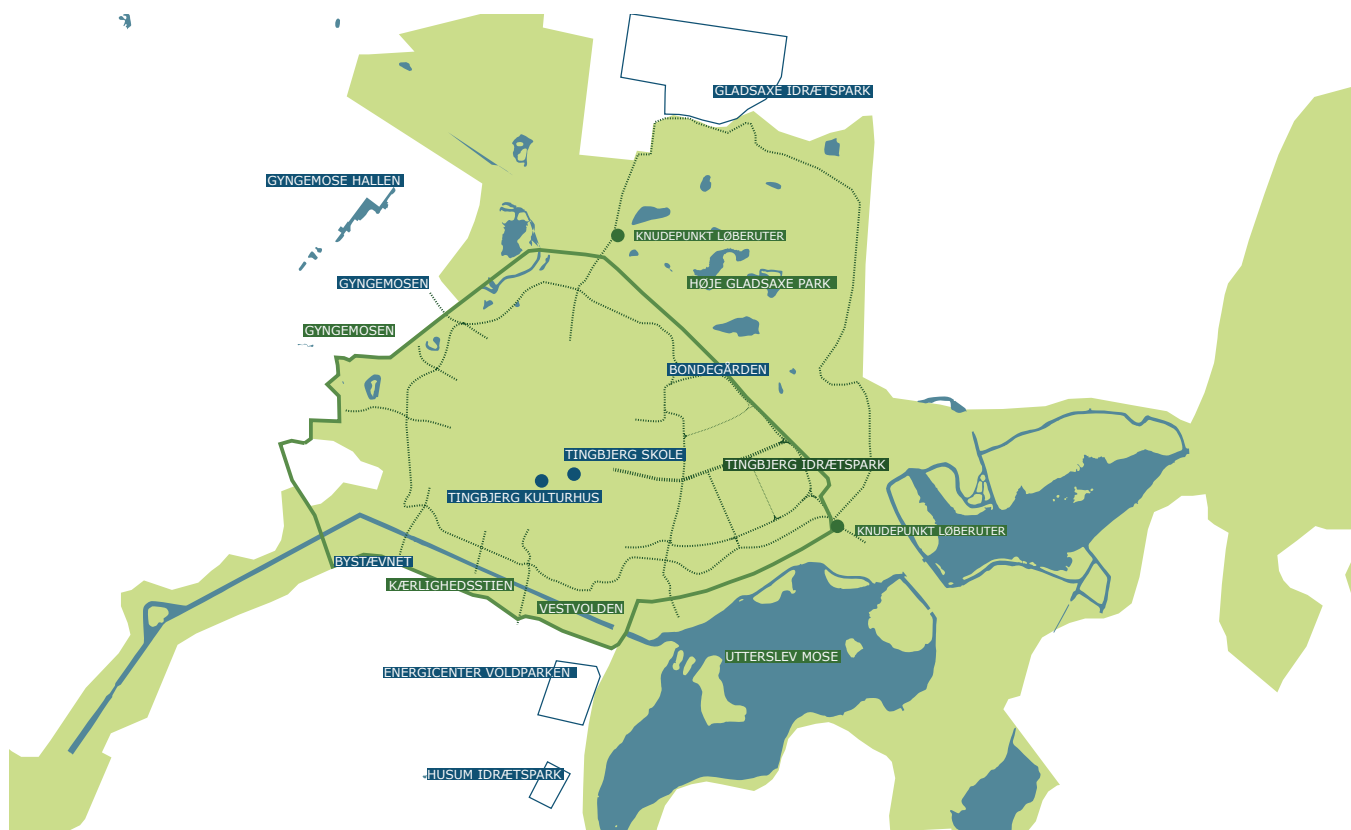 GLADSAXE IDRÆTSPARK
GYNGEMOSE HALLEN
KNUDEPUNKT LØBERUTER
GYNGEMOSEN
HØJE GLADSAXE PARK
GYNGEMOSEN
BONDEGÅRDEN
TINGBJERG SKOLE
TINGBJERG IDRÆTSPARK
TINGBJERG KULTURHUS
KNUDEPUNKT LØBERUTER
BYSTÆVNET
KÆRLIGHEDSSTIEN
VESTVOLDEN
UTTERSLEV MOSE
ENERGICENTER VOLDPARKEN
HUSUM IDRÆTSPARK